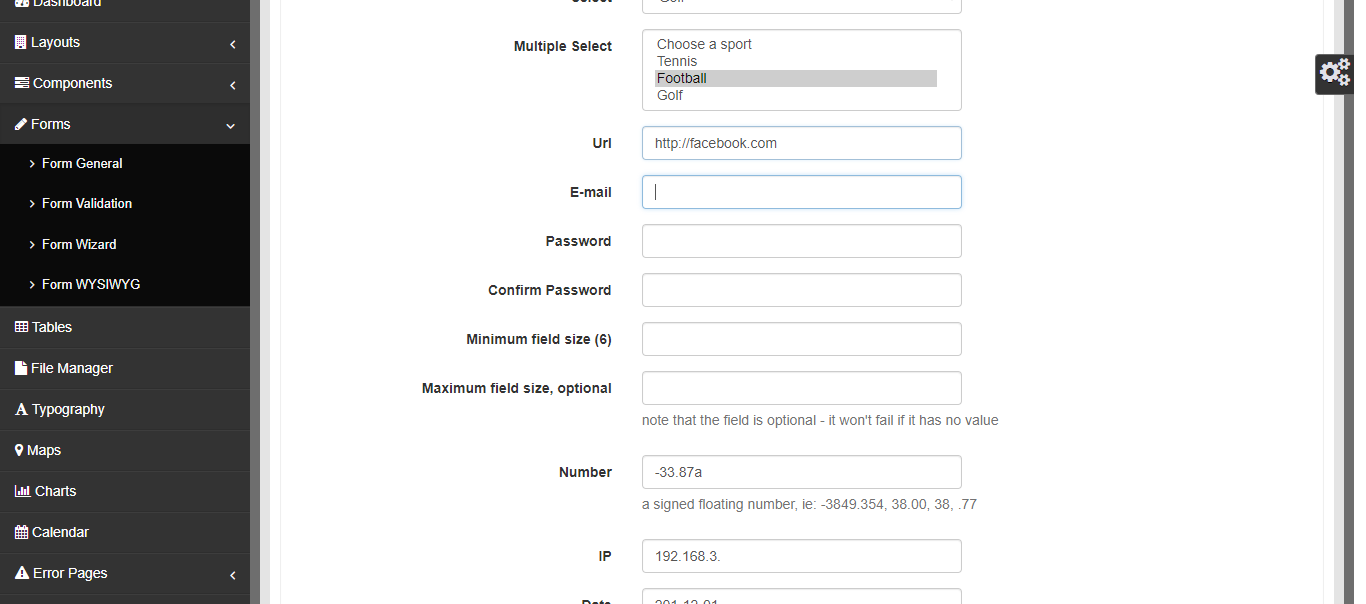 Dashboard
Layouts
Components
Forms
Form General
Form Validation
Form Wizard
Form WYSIWYG
Tables
File Manager
Typography
Maps
Charts
Calendar
Error Pages
Select
Golf
Multiple Select
Choose a sport
Tennis
Football
Golf
Url
http://facebook.com
E-mail
Password
Confirm Password
Minimum field size (6)
Maximum field size, optional
note that the field is optional - it won't fail if it has no value
Number
-33.87a
a signed floating number, ie: -3849.354, 38.00, 38, .77
IP
192.168.3.
Date
201-12-01